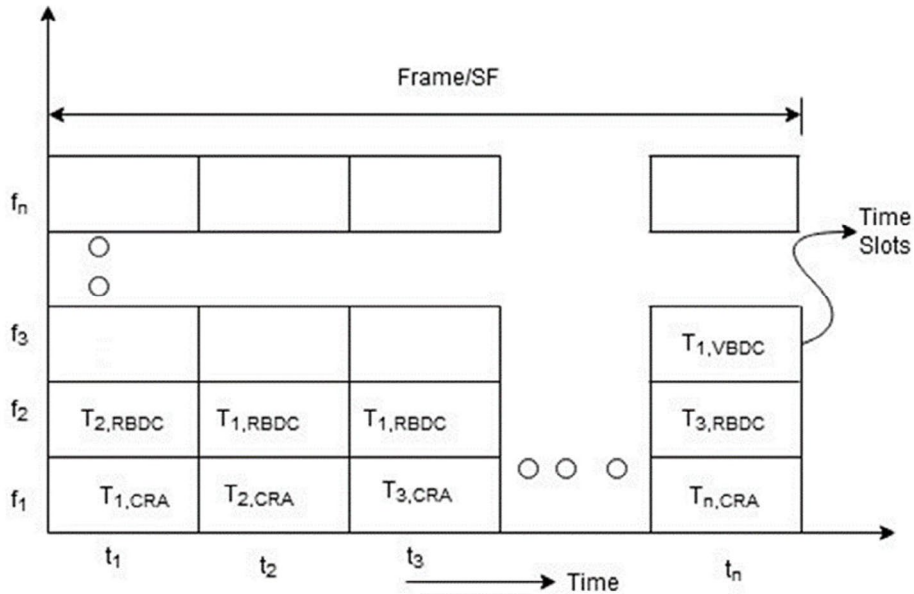 Frame/SF
fn
Time
Slots
f3
T1,VBDC
f2
T2,RBDC
T1,RBDC
T1,RBDC
T3,RBDC
f1
T1,CRA
T2,CRA
T3,CRA
Tn,CRA
t1
t2
t3
tn
Time